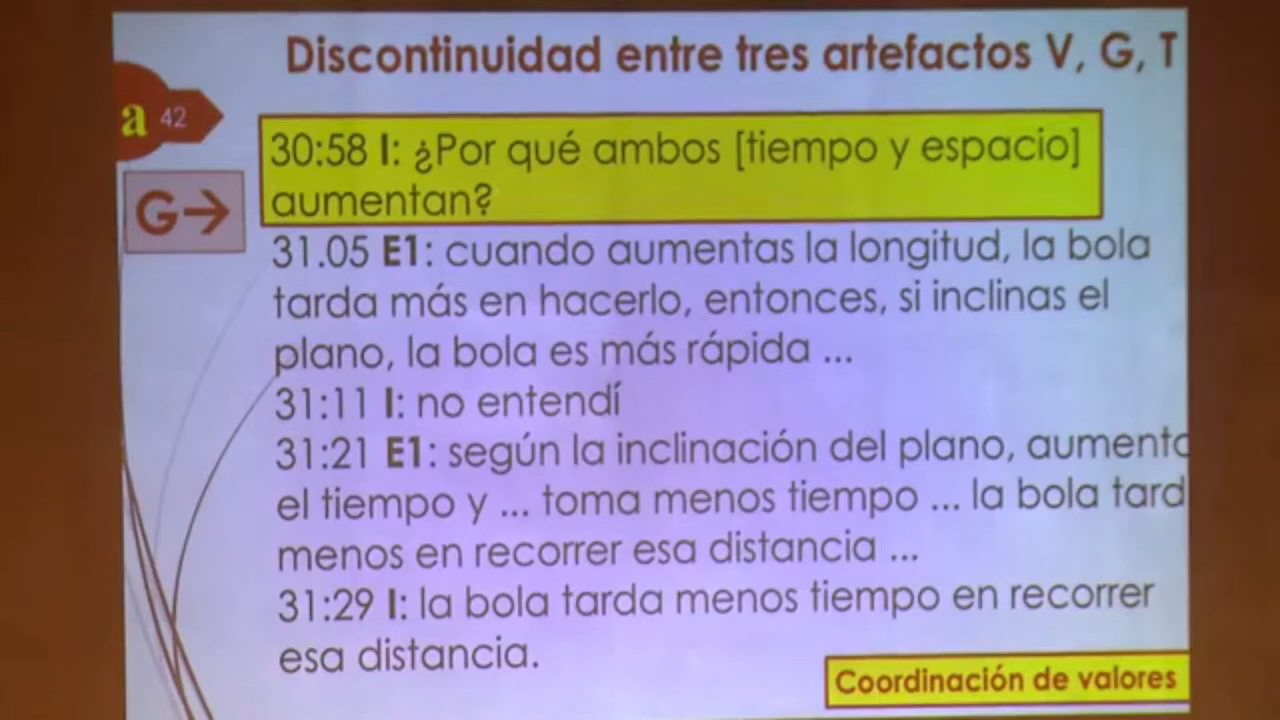 Discontinuidad entre tres artefactos V, G, T
a 42
30:58 I: ¿Por qué ambos [tiempo y espacio]
aumentan?
G→
31.05 E1: cuando aumentas la longitud, la bola
tarda más en hacerlo, entonces, si inclinas el
plano, la bola es más rápida ...
31:11 I: no entendí
31:21 E1: según la inclinación del plano, aumenta
el tiempo y ... toma menos tiempo ... la bola tard
menos en recorrer esa distancia ...
31:29 I: la bola tarda menos tiempo en recorrer
esa distancia.
Coordinación de valores